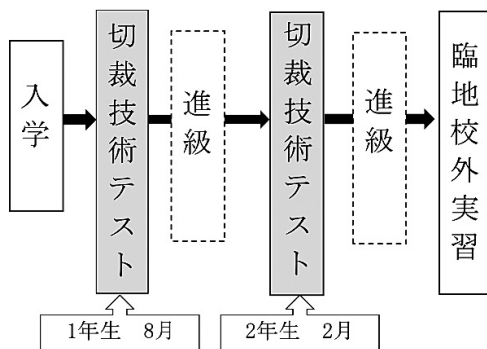 入学
切裁技術テスト
進級
切裁技術テスト
進級
臨地校外実習
1年生　8月
2年生　2月